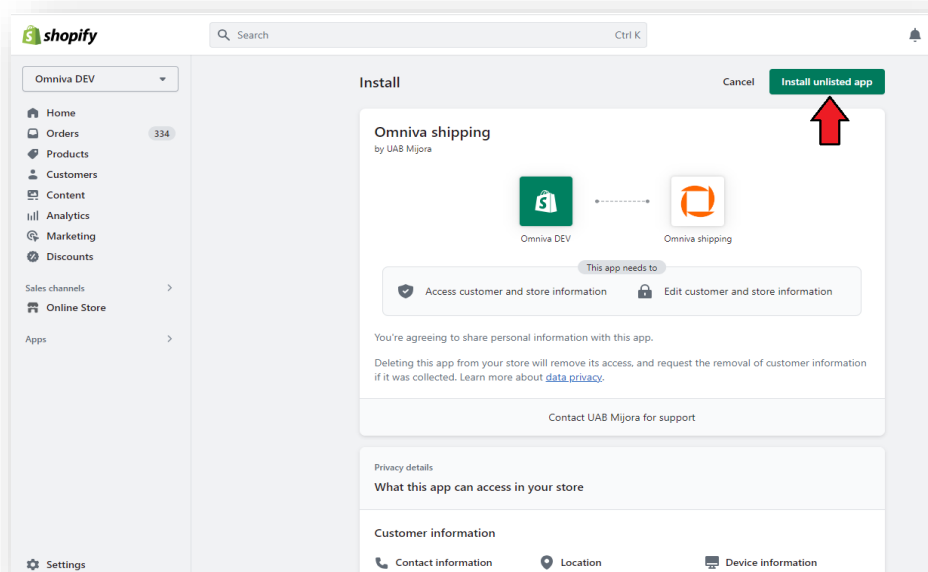 shopify
Search
Ctrl K
Omniva DEV
Home
Orders
334
Products
Customers
Content
Analytics
Marketing
Discounts
Sales channels
Online Store
Apps
Settings
Install
Cancel
Install unlisted app
Omniva shipping
by UAB Mijora
Omniva DEV
Omniva shipping
This app needs to
Access customer and store information
Edit customer and store information
You're agreeing to share personal information with this app.
Deleting this app from your store will remove its access, and request the removal of customer information
if it was collected. Learn more about data privacy.
Contact UAB Mijora for support
Privacy details
What this app can access in your store
Customer information
Contact information
Location
Device information